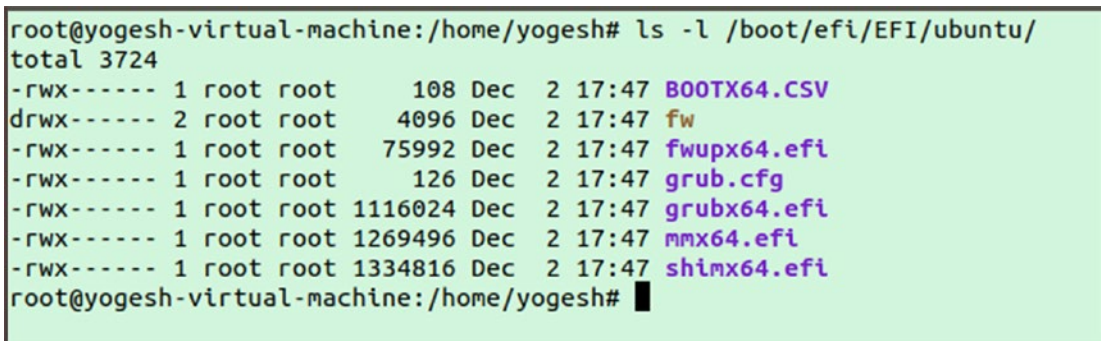 root@yogesh-virtual-machine:/home/yogesh# ls -l /boot/efi/EFI/ubuntu/
total 3724
-rwx------ 1 root root     108 Dec  2 17:47 BOOTX64.CSV
drwx------ 2 root root    4096 Dec  2 17:47 fw
-rwx------ 1 root root   75992 Dec  2 17:47 fwupx64.efi
-rwx------ 1 root root     126 Dec  2 17:47 grub.cfg
-rwx------ 1 root root 1116024 Dec  2 17:47 grubx64.efi
-rwx------ 1 root root 1269496 Dec  2 17:47 mmx64.efi
-rwx------ 1 root root 1334816 Dec  2 17:47 shimx64.efi
root@yogesh-virtual-machine:/home/yogesh#